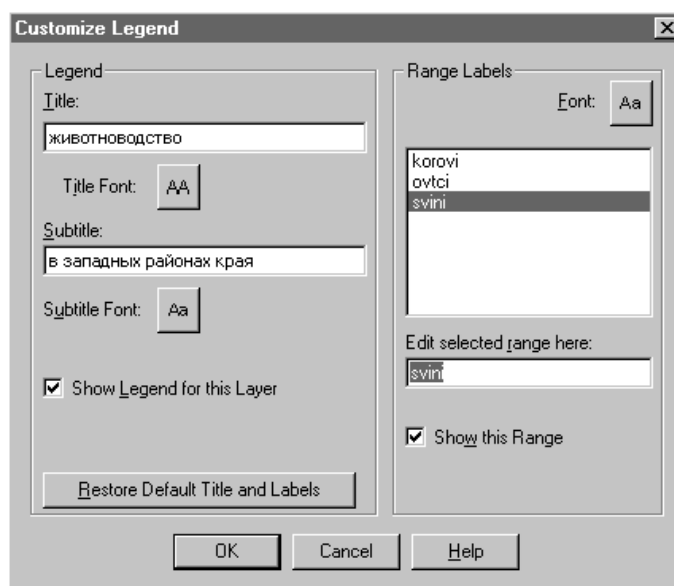 Customize Legend
Legend
Title:
животноводство
Title Font: AA
Subtitle:
в западных районах края
Subtitle Font: Aa
Show Legend for this Layer
Restore Default Title and Labels
Range Labels
Font: Aa
korovi
ovtci
svini
Edit selected range here:
svini
Show this Range
OK Cancel Help